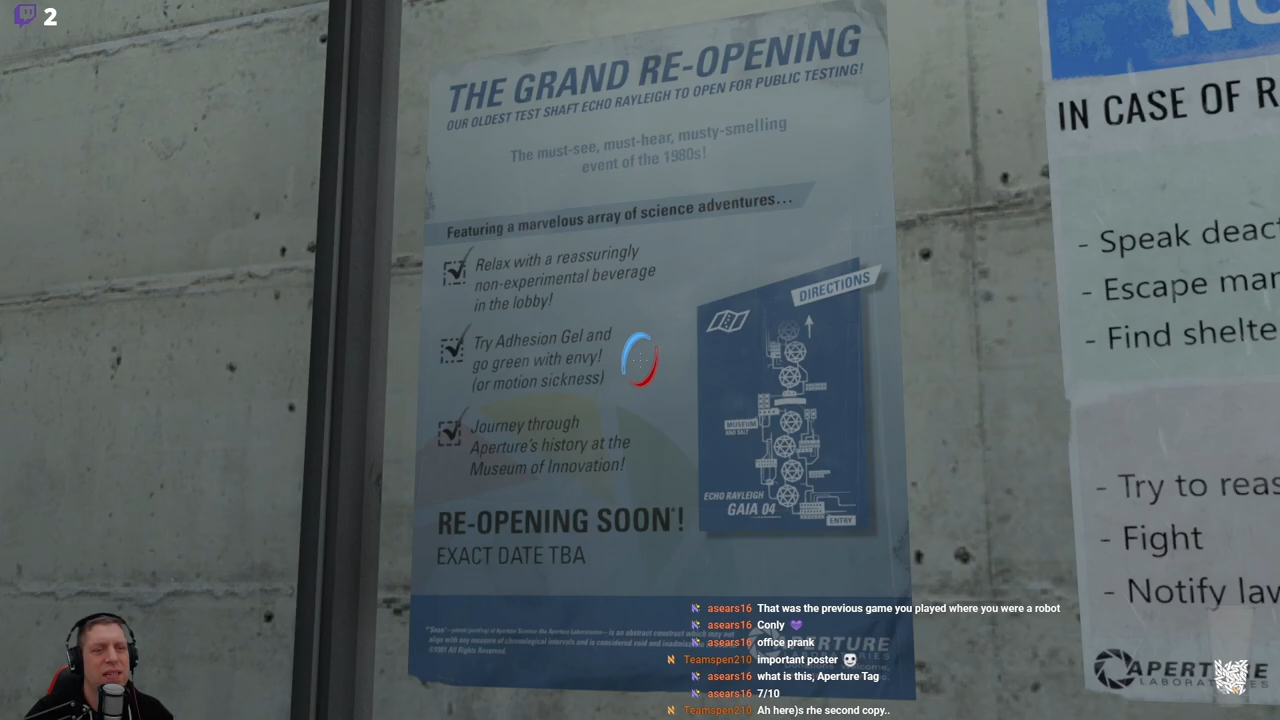 2
THE GRAND RE-OPENING
OUR OLDEST TEST SHAFT ECHO RAYLEIGH TO OPEN FOR PUBLIC TESTING!
The must-see, must-hear, musty-smelling
event of the 1980s!
Featuring a marvelous array of science adventures...
Relax with a reassuringly
non-experimental beverage
in the lobby!
Try Adhesion Gel and
go green with envy!
(or motion sickness)
Journey through
Aperture's history at the
Museum of Innovation!
DIRECTIONS
MUSEUM
ECHO RAYLEIGH
GAIA 04
ENTRY
RE-OPENING SOON*!
EXACT DATE TBA
NO
IN CASE OF R
- Speak deact
- Escape mar
- Find shelte
- Try to reas
- Fight
- Notify law
APERTURE
LABORATORIES
asears16 That was the previous game you played where you were a robot
asears16 Conly 💜
asears16 office prank
Teamspen210 important poster
asears16 what is this, Aperture Tag
asears16 7/10
Teamspen210 Ah here)s rhe second copy..